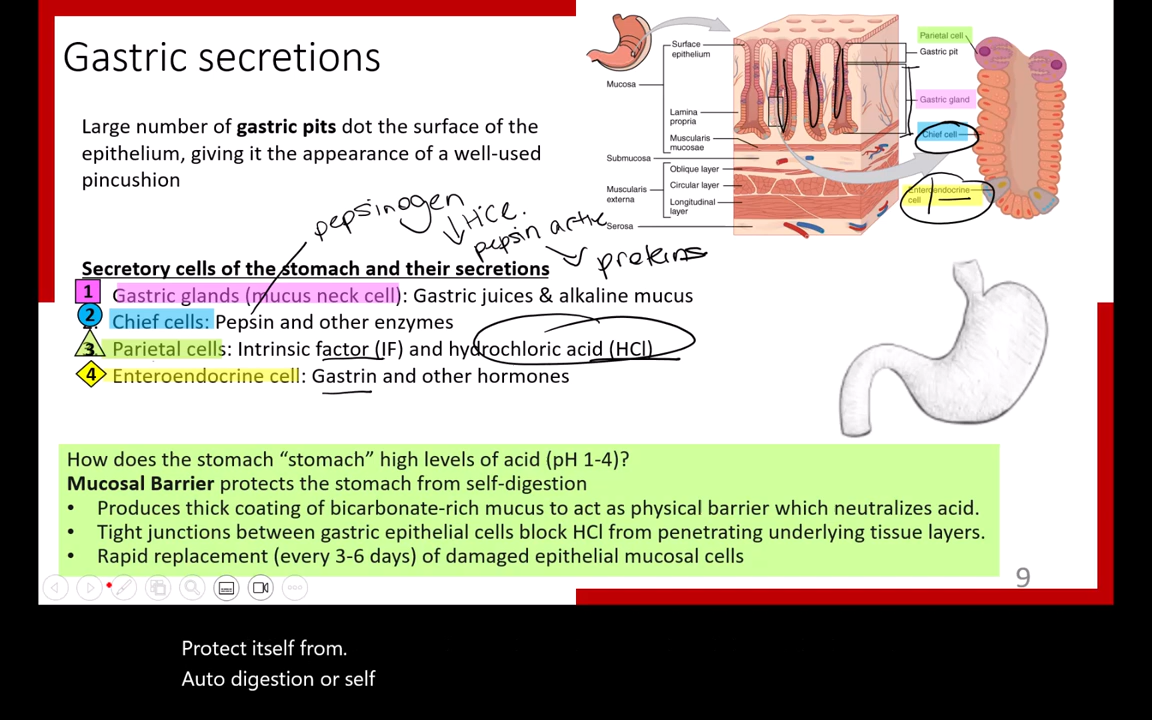 Gastric secretions
Large number of gastric pits dot the surface of the
epithelium, giving it the appearance of a well-used
pincushion
pepsinogen
HCl.
pepsin active
proteins
Secretory cells of the stomach and their secretions
1 Gastric glands (mucus neck cell): Gastric juices & alkaline mucus
2 Chief cells: Pepsin and other enzymes
3. Parietal cells: Intrinsic factor (IF) and hydrochloric acid (HCl)
4 Enteroendocrine cell: Gastrin and other hormones
Surface
epithelium
Mucosa
Lamina
propria
Muscularis
mucosae
Submucosa
Oblique layer
Muscularis
externa
Circular layer
Longitudinal
layer
Serosa
Parietal cell
Gastric pit
Gastric gland
Chief cell
Enteroendocrine
cell
How does the stomach “stomach” high levels of acid (pH 1-4)?
Mucosal Barrier protects the stomach from self-digestion
• Produces thick coating of bicarbonate-rich mucus to act as physical barrier which neutralizes acid.
• Tight junctions between gastric epithelial cells block HCl from penetrating underlying tissue layers.
• Rapid replacement (every 3-6 days) of damaged epithelial mucosal cells
9
Protect itself from.
Auto digestion or self